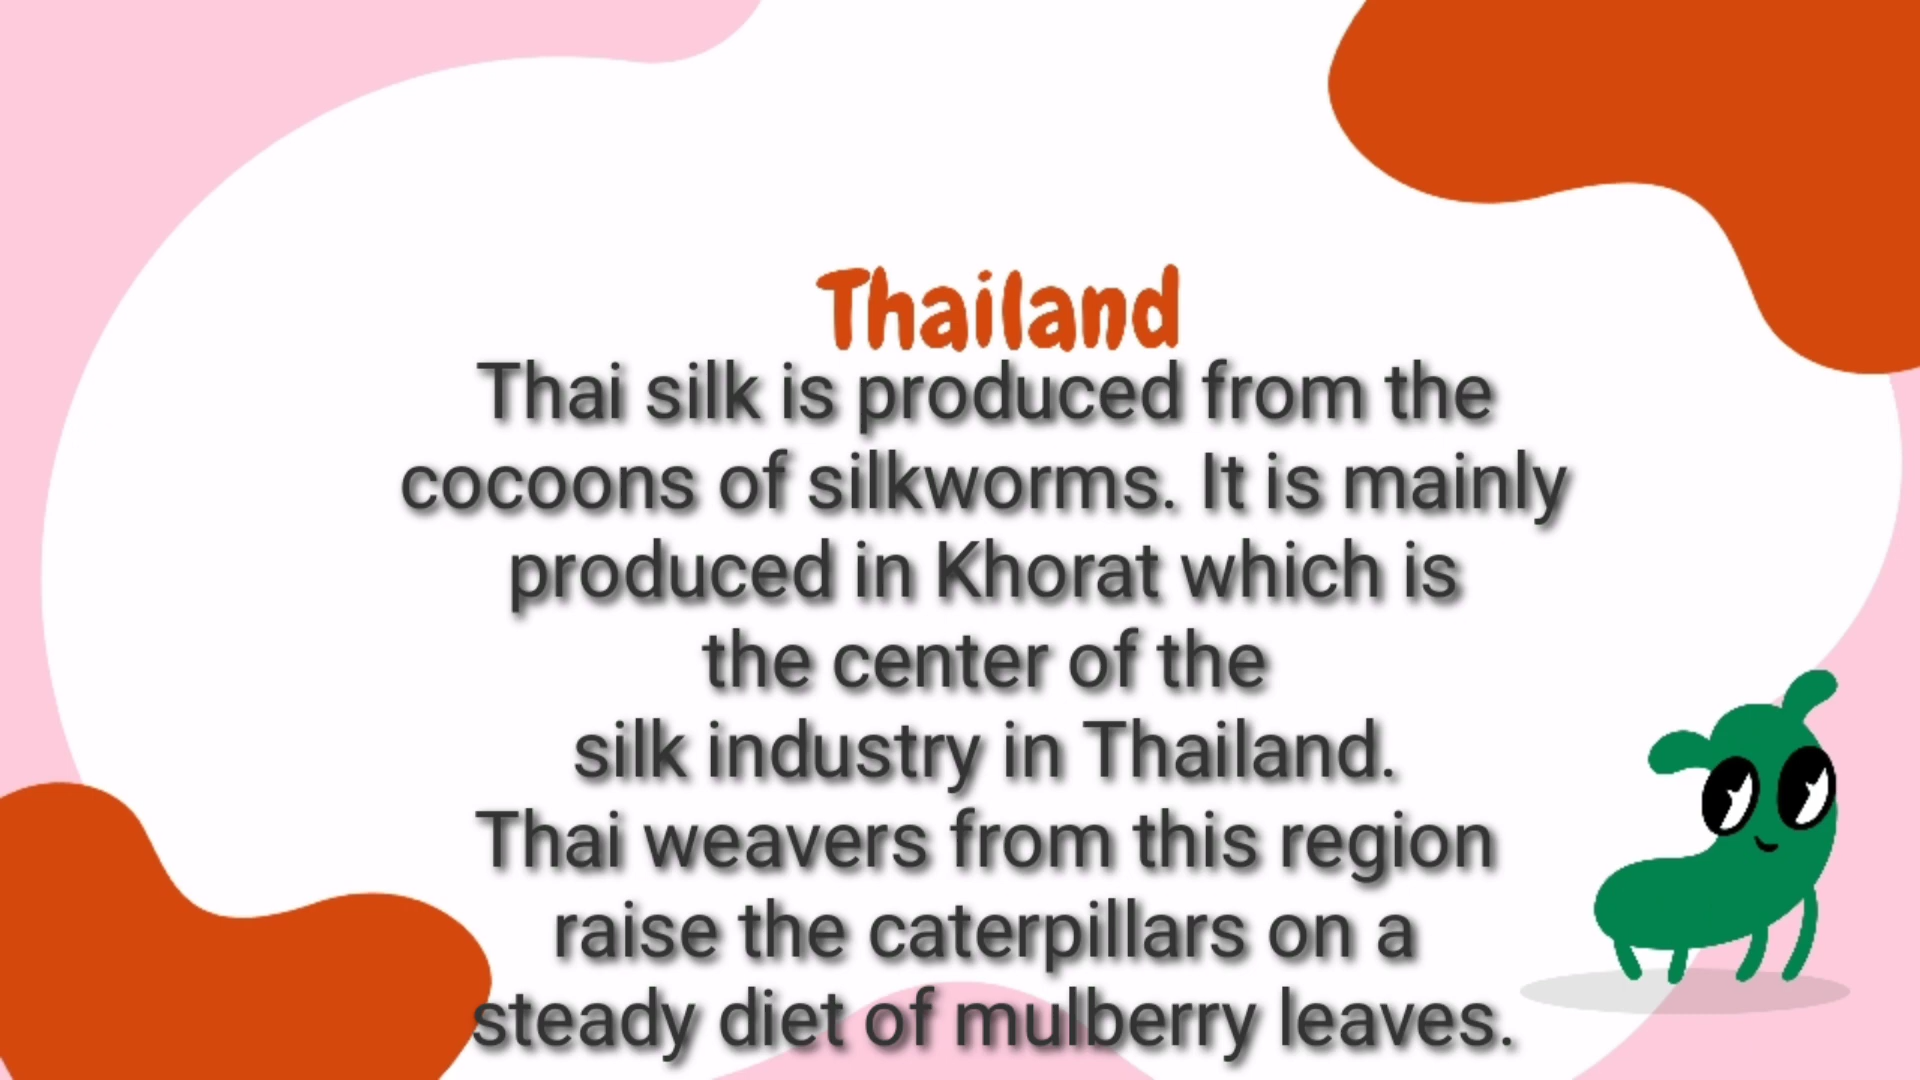 Thailand
Thai silk is produced from the
cocoons of silkworms. It is mainly
produced in Khorat which is
the center of the
silk industry in Thailand.
Thai weavers from this region
raise the caterpillars on a
steady diet of mulberry leaves.